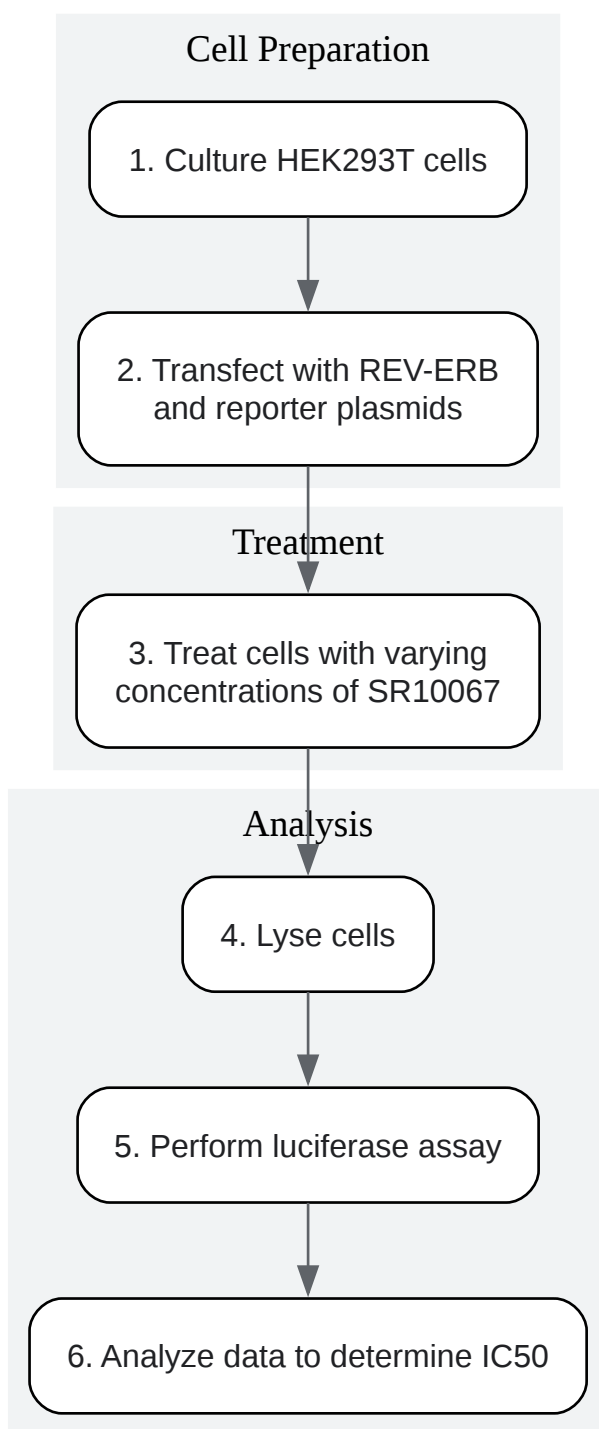 Cell Preparation
1. Culture HEK293T cells
2. Transfect with REV-ERB
and reporter plasmids
Treatment
3. Treat cells with varying
concentrations of SR10067
Analysis
4. Lyse cells
5. Perform luciferase assay
6. Analyze data to determine IC50